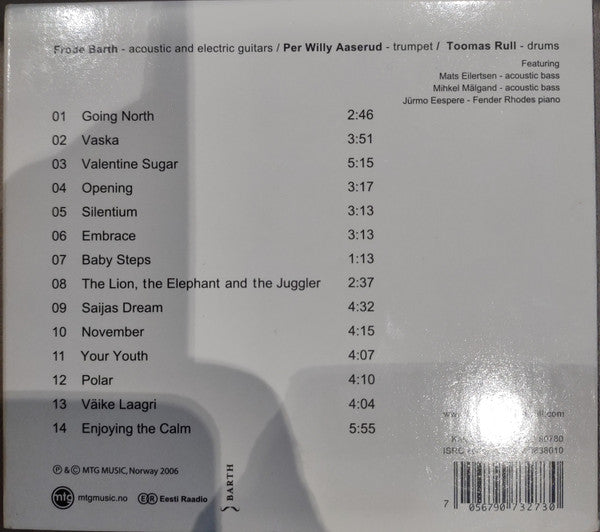 Frode Barth - acoustic and electric guitars / Per Willy Aaserud - trumpet / Toomas Rull - drums
Featuring
Mats Eilertsen - acoustic bass
Mihkel Mälgand - acoustic bass
Jürmo Eespere - Fender Rhodes piano
01 Going North 2:46
02 Vaska 3:51
03 Valentine Sugar 5:15
04 Opening 3:17
05 Silentium 3:13
06 Embrace 3:13
07 Baby Steps 1:13
08 The Lion, the Elephant and the Juggler 2:37
09 Saijas Dream 4:32
10 November 4:15
11 Your Youth 4:07
12 Polar 4:10
13 Väike Laagri 4:04
14 Enjoying the Calm 5:55
ISRC
℗ & © MTG MUSIC, Norway 2006
mtg mtgmusic.no ER Eesti Raadio
BARTH
7 056790 732730